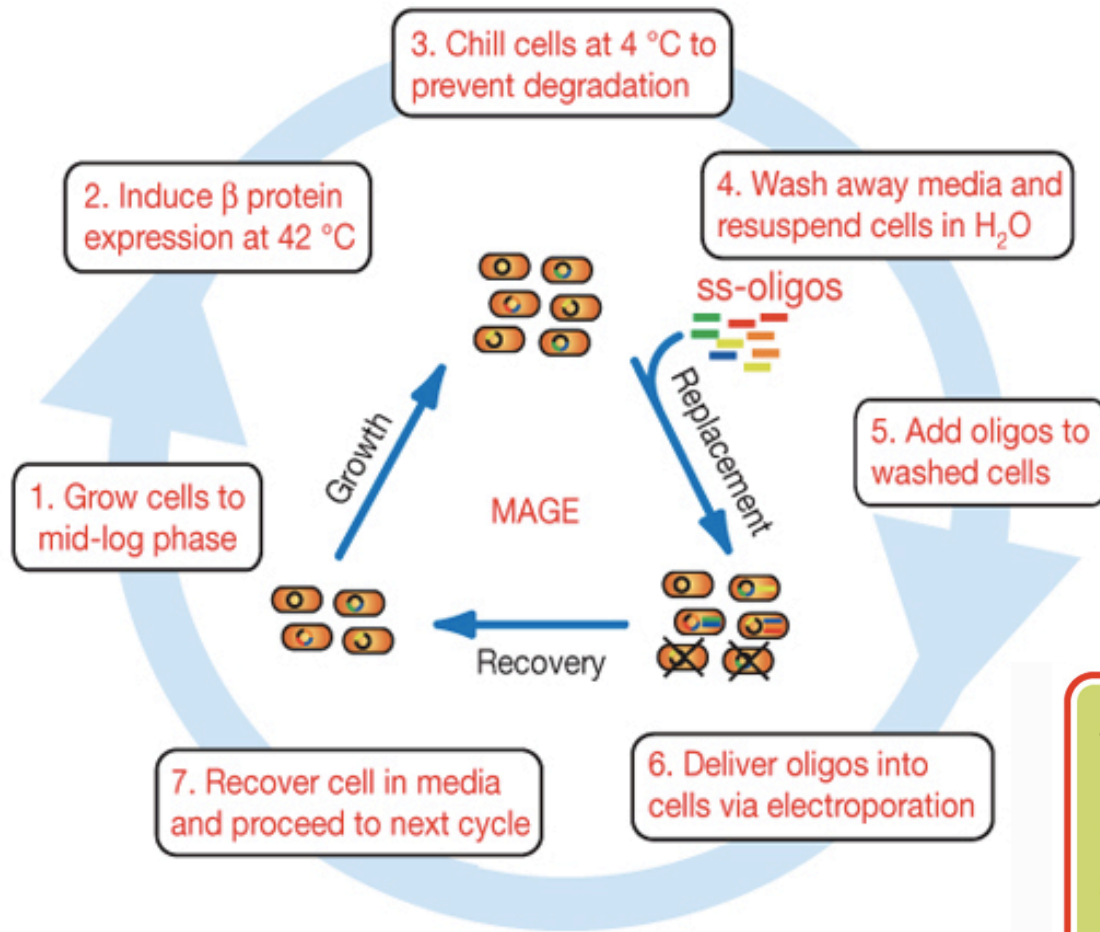 3. Chill cells at 4 °C to
prevent degradation
2. Induce β protein
expression at 42 °C
4. Wash away media and
resuspend cells in H₂O
ss-oligos
Growth
Replacement
MAGE
1. Grow cells to
mid-log phase
5. Add oligos to
washed cells
Recovery
7. Recover cell in media
and proceed to next cycle
6. Deliver oligos into
cells via electroporation